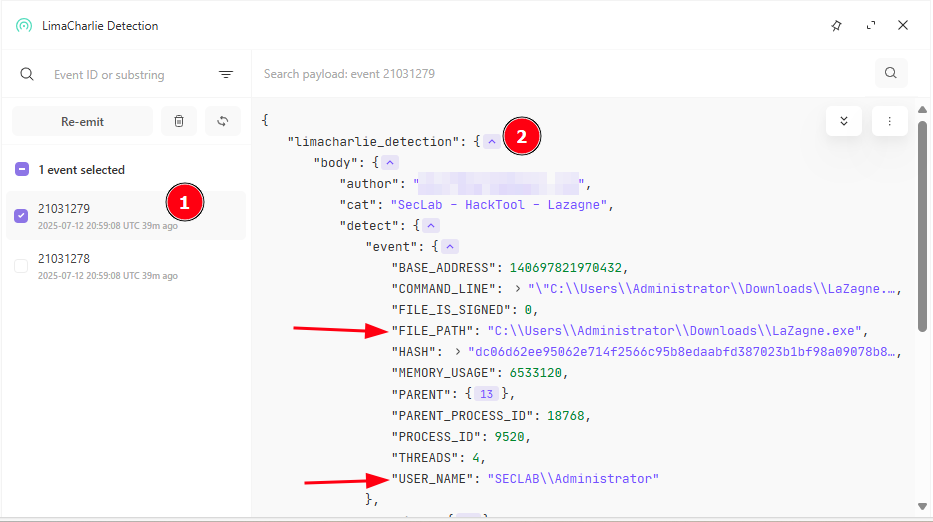 LimaCharlie Detection
Event ID or substring
Search payload: event 21031279
Re-emit
1 event selected
21031279
1
2025-07-12 20:59:08 UTC 39m ago
21031278
2025-07-12 20:59:08 UTC 39m ago
{
"limacharlie_detection": {
2
"body": {
"author": "
",
"cat": "SecLab - HackTool - Lazagne",
"detect": {
"event": {
"BASE_ADDRESS": 140697821970432,
"COMMAND_LINE": > "\"C:\\Users\\Administrator\\Downloads\\LaZagne.…,
"FILE_IS_SIGNED": 0,
"FILE_PATH": "C:\\Users\\Administrator\\Downloads\\LaZagne.exe",
"HASH": > "dc06d62ee95062e714f2566c95b8edaabfd387023b1bf98a09078b8…,
"MEMORY_USAGE": 6533120,
"PARENT": { 13 },
"PARENT_PROCESS_ID": 18768,
"PROCESS_ID": 9520,
"THREADS": 4,
"USER_NAME": "SECLAB\\Administrator"
},